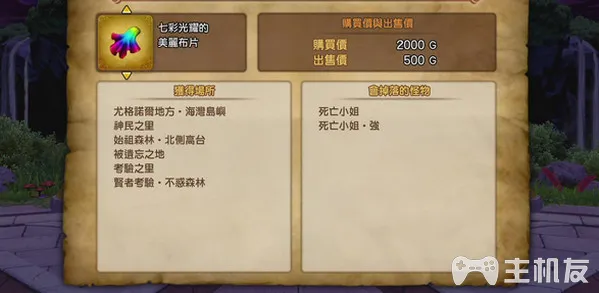 七彩光耀的
美麗布片
購買價與出售價
購買價 2000 G
出售價 500 G
獲得場所
尤格諾爾地方・海灣島嶼
神民之里
始祖森林・北側高台
被遺忘之地
考驗之里
賢者考驗・不惑森林
會掉落的怪物
死亡小姐
死亡小姐・強
主机友